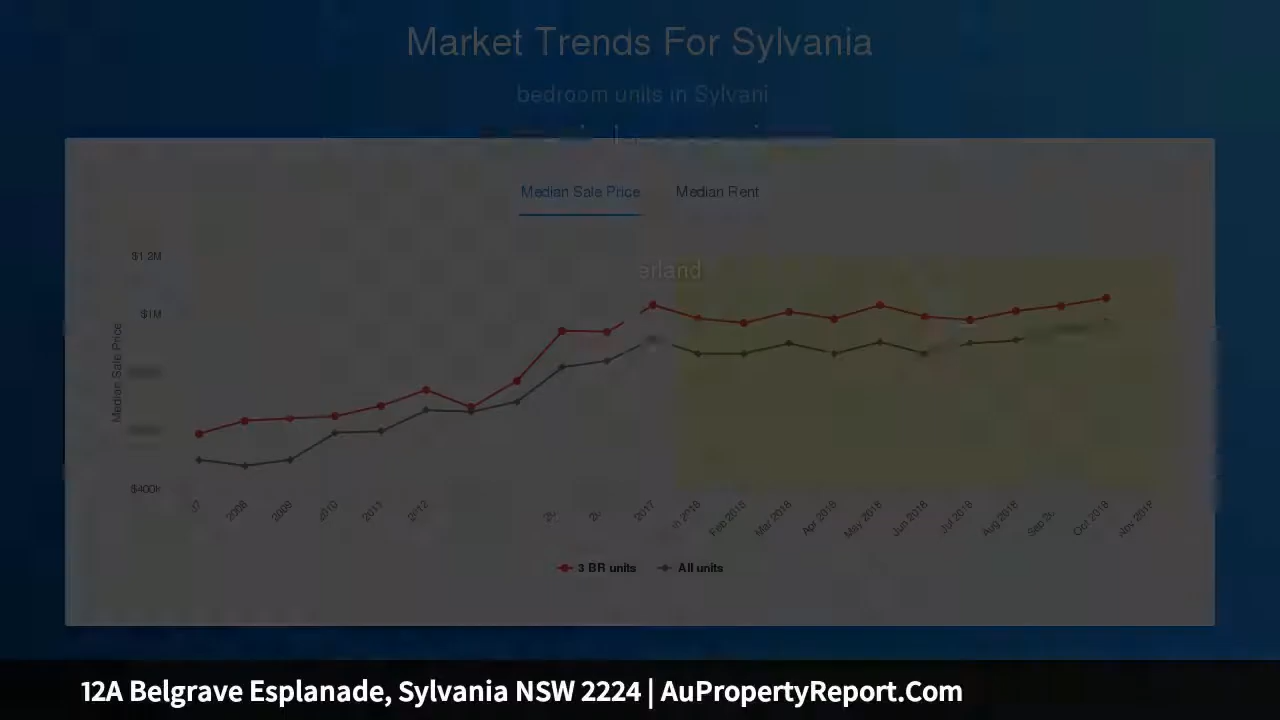 Market Trends For Sylvania
bedroom units in Sylvani
Median Sale Price
Median Rent
erland
$1.2M
$1M
$400k
Median Sale Price
2008
2009
2010
2011
2012
2017
Feb 2018
Mar 2018
Apr 2018
May 2018
Jun 2018
Jul 2018
Aug 2018
Oct 2018
Nov 2018
3 BR units
All units
12A Belgrave Esplanade, Sylvania NSW 2224 | AuPropertyReport.Com